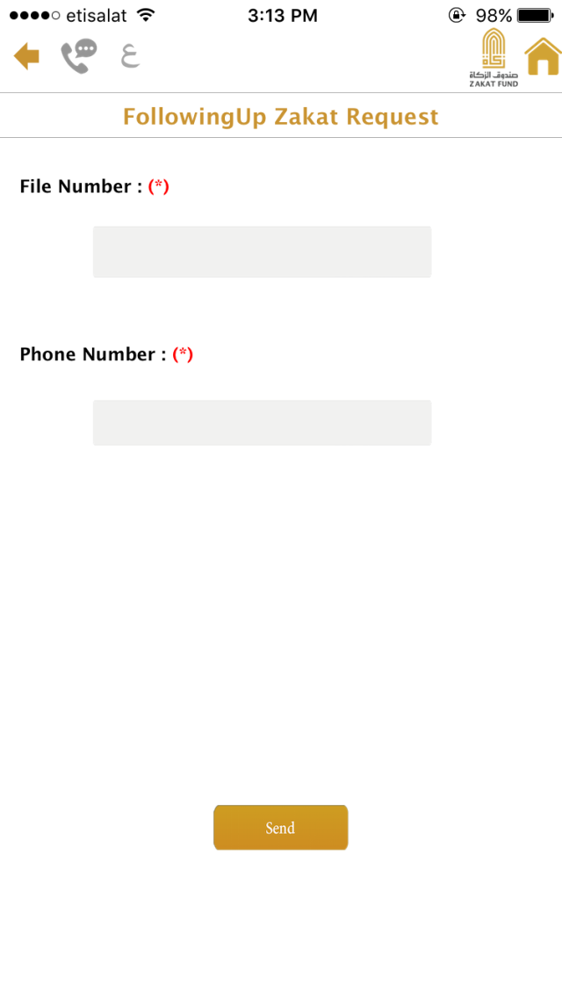 etisalat 3:13 PM 98%
ع
صندوق الزكاة
ZAKAT FUND
FollowingUp Zakat Request
File Number : (*)
Phone Number : (*)
Send